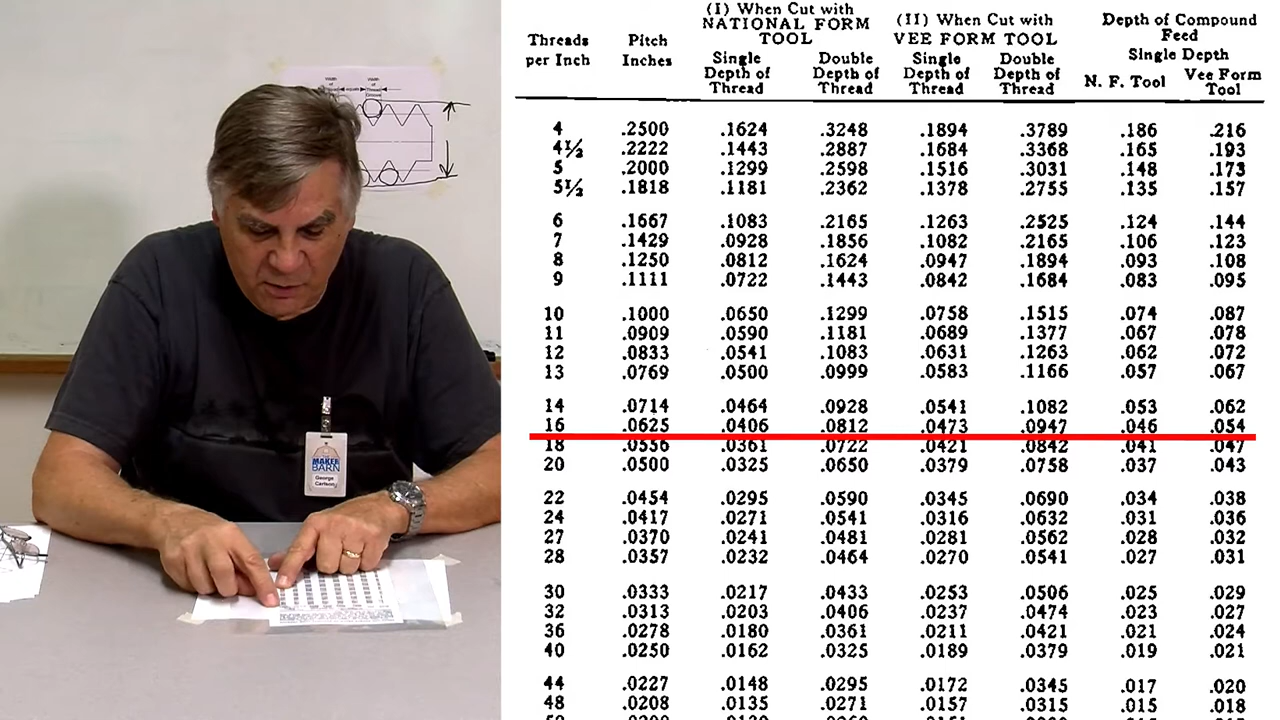 (I) When Cut with
NATIONAL FORM
TOOL
(II) When Cut with
VEE FORM TOOL
Depth of Compound
Feed
Single Depth
Threads
per Inch
Pitch
Inches
Single
Depth of
Thread
Double
Depth of
Thread
Single
Depth of
Thread
Double
Depth of
Thread
N. F. Tool
Vee Form
Tool
4 .2500 .1624 .3248 .1894 .3789 .186 .216
4½ .2222 .1443 .2887 .1684 .3368 .165 .193
5 .2000 .1299 .2598 .1516 .3031 .148 .173
5½ .1818 .1181 .2362 .1378 .2755 .135 .157
6 .1667 .1083 .2165 .1263 .2525 .124 .144
7 .1429 .0928 .1856 .1082 .2165 .106 .123
8 .1250 .0812 .1624 .0947 .1894 .093 .108
9 .1111 .0722 .1443 .0842 .1684 .083 .095
10 .1000 .0650 .1299 .0758 .1515 .074 .087
11 .0909 .0590 .1181 .0689 .1377 .067 .078
12 .0833 .0541 .1083 .0631 .1263 .062 .072
13 .0769 .0500 .0999 .0583 .1166 .057 .067
14 .0714 .0464 .0928 .0541 .1082 .053 .062
16 .0625 .0406 .0812 .0473 .0947 .046 .054
18 .0556 .0361 .0722 .0421 .0842 .041 .047
20 .0500 .0325 .0650 .0379 .0758 .037 .043
22 .0454 .0295 .0590 .0345 .0690 .034 .038
24 .0417 .0271 .0541 .0316 .0632 .031 .036
27 .0370 .0241 .0481 .0281 .0562 .028 .032
28 .0357 .0232 .0464 .0270 .0541 .027 .031
30 .0333 .0217 .0433 .0253 .0506 .025 .029
32 .0313 .0203 .0406 .0237 .0474 .023 .027
36 .0278 .0180 .0361 .0211 .0421 .021 .024
40 .0250 .0162 .0325 .0189 .0379 .019 .021
44 .0227 .0148 .0295 .0172 .0345 .017 .020
48 .0208 .0135 .0271 .0157 .0315 .015 .018
MAKER
BARN
George
Carlson